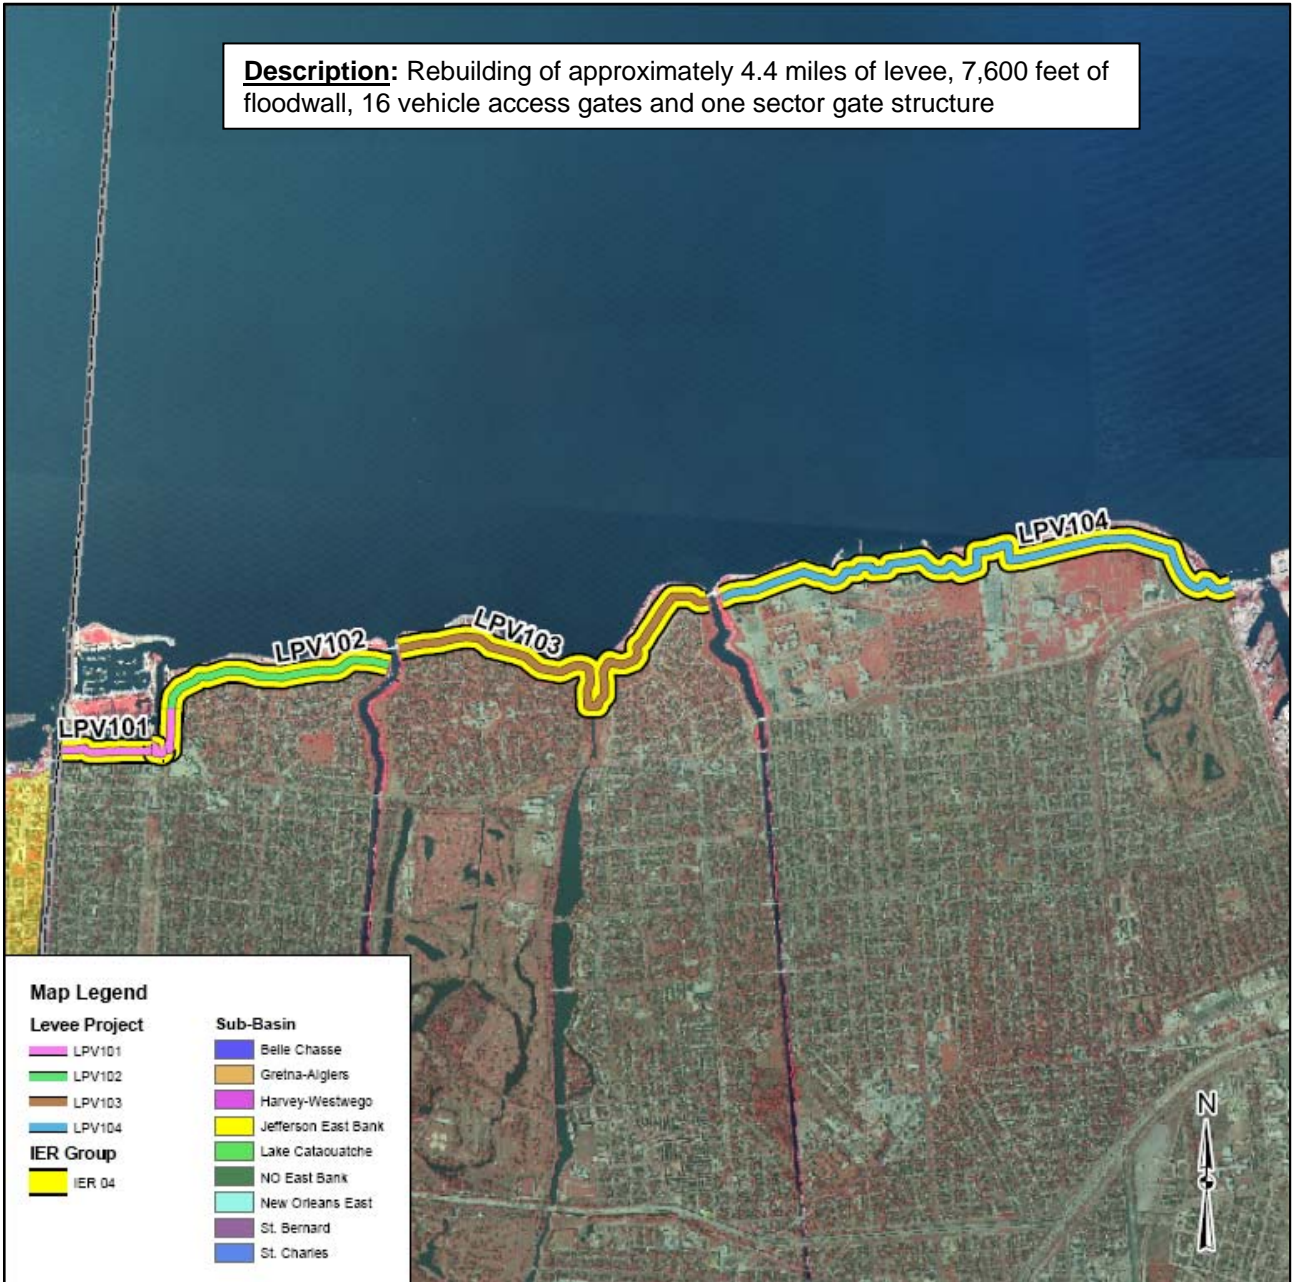 Description: Rebuilding of approximately 4.4 miles of levee, 7,600 feet of
floodwall, 16 vehicle access gates and one sector gate structure
LPV104
LPV103
LPV102
LPV101
Map Legend
Levee Project
LPV101
LPV102
LPV103
LPV104
IER Group
IER 04
Sub-Basin
Belle Chasse
Gretna-Algiers
Harvey-Westwego
Jefferson East Bank
Lake Cataouatche
NO East Bank
New Orleans East
St. Bernard
St. Charles
N